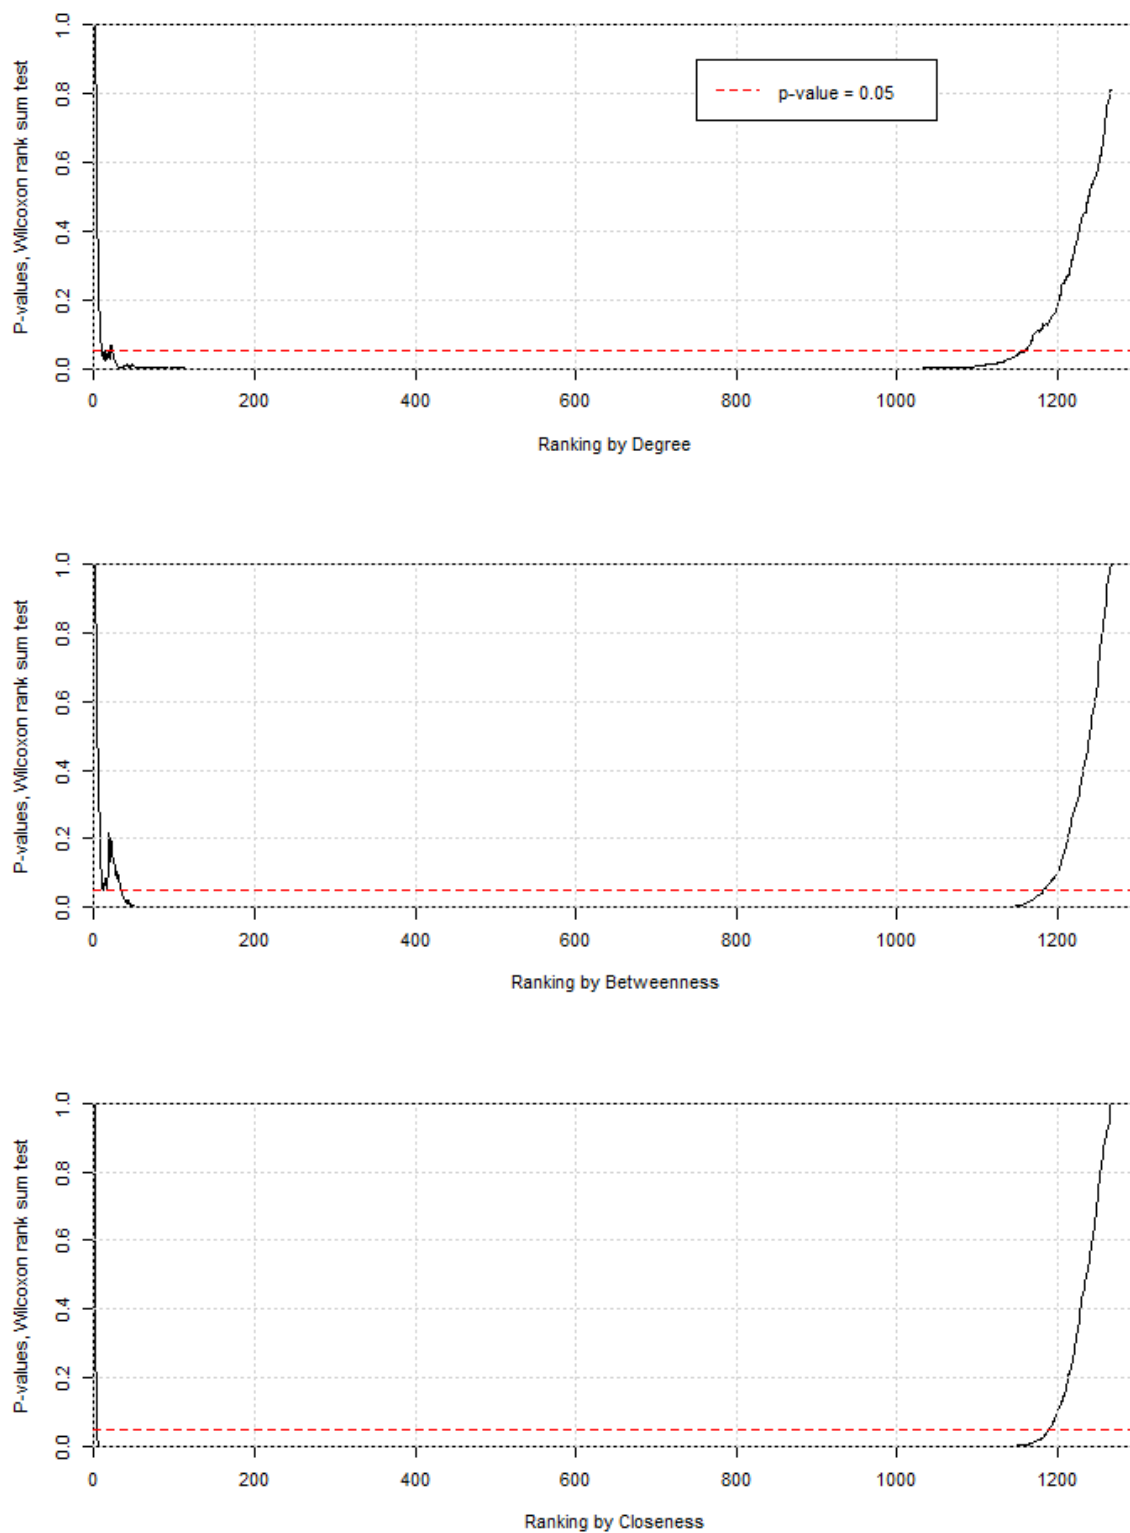 P-values, Wilcoxon rank sum test
1.0
0.8
0.6
0.4
0.2
0.0
p-value = 0.05
0 200 400 600 800 1000 1200
Ranking by Degree
P-values, Wilcoxon rank sum test
1.0
0.8
0.6
0.4
0.2
0.0
0 200 400 600 800 1000 1200
Ranking by Betweenness
P-values, Wilcoxon rank sum test
1.0
0.8
0.6
0.4
0.2
0.0
0 200 400 600 800 1000 1200
Ranking by Closeness